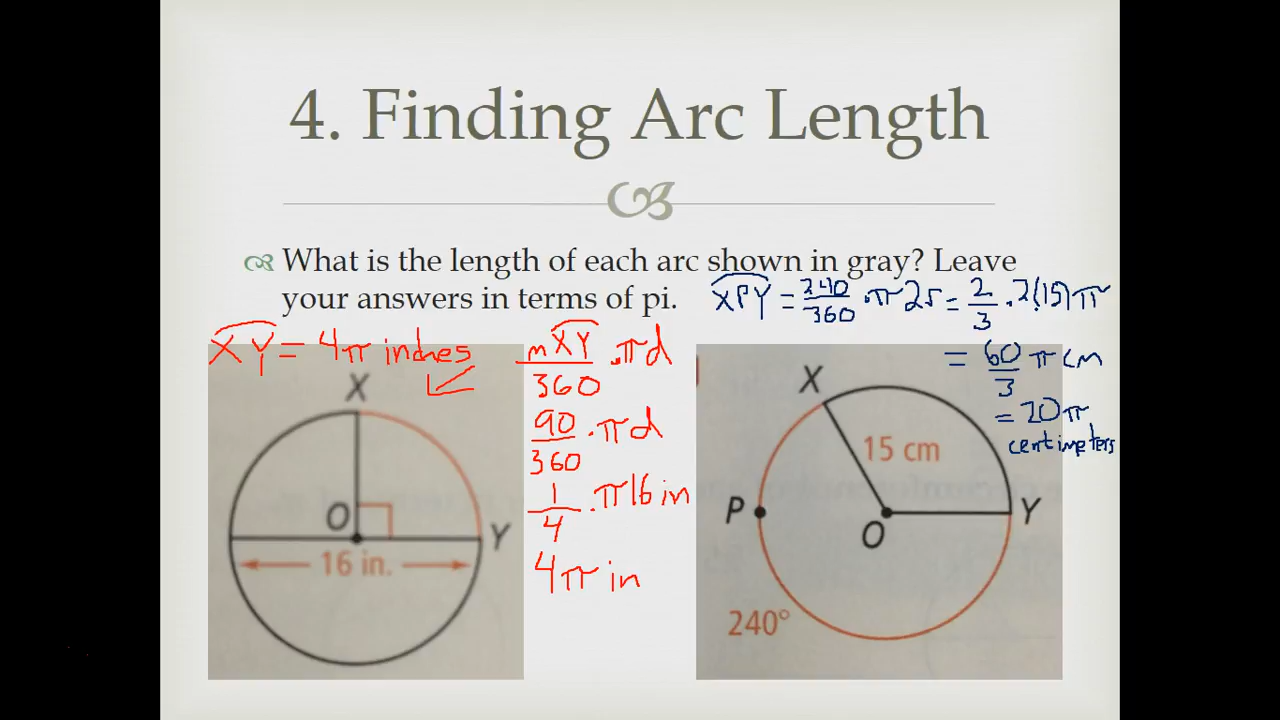 4. Finding Arc Length
What is the length of each arc shown in gray? Leave
your answers in terms of pi.
XPY = 240/360 · π 2r = 2/3 · 2(15)π
= 60/3 π cm
= 20π
centimeters
XY = 4π inches
mXY/360 · πd
90/360 · πd
1/4 · π16 in
4π in
X
O
Y
16 in.
X
15 cm
P
O
Y
240°